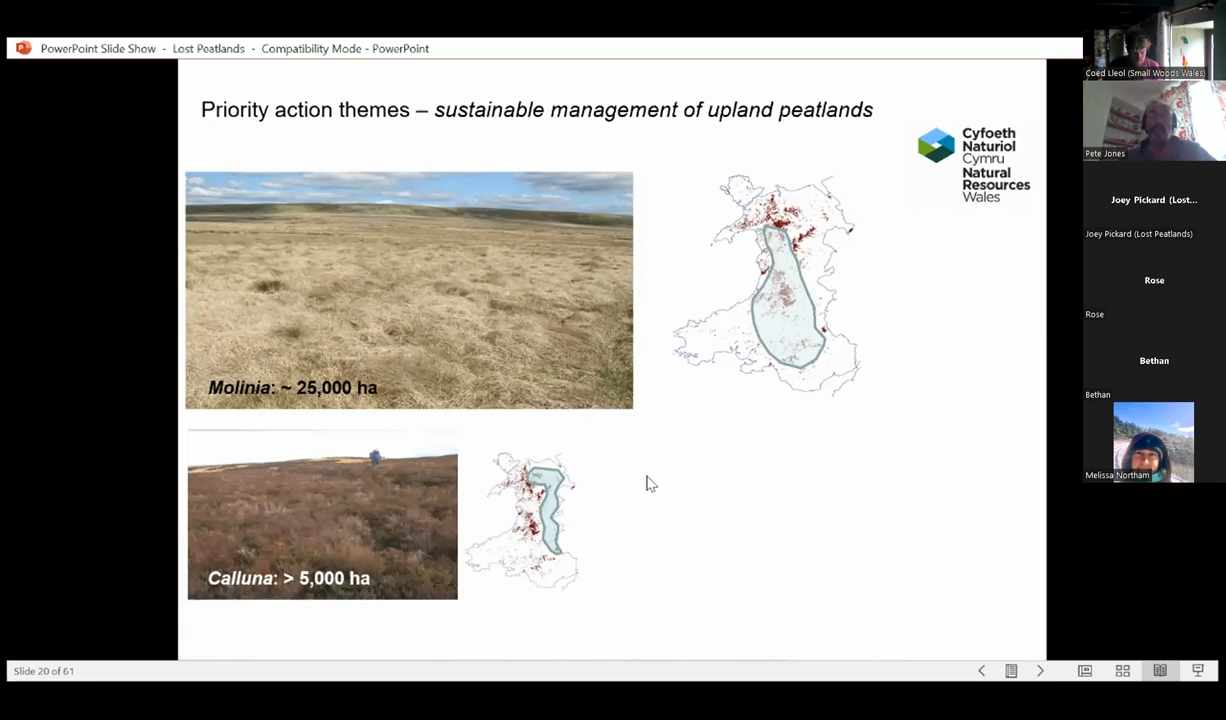 PowerPoint Slide Show - Lost Peatlands - Compatibility Mode - PowerPoint
Priority action themes – sustainable management of upland peatlands
Cyfoeth
Naturiol
Cymru
Natural
Resources
Wales
Molinia: ~ 25,000 ha
Calluna: > 5,000 ha
Slide 20 of 61
Coed Lleol (Small Woods Wales)
Pete Jones
Joey Pickard (Lost...
Joey Pickard (Lost Peatlands)
Rose
Rose
Bethan
Bethan
Melissa Northam